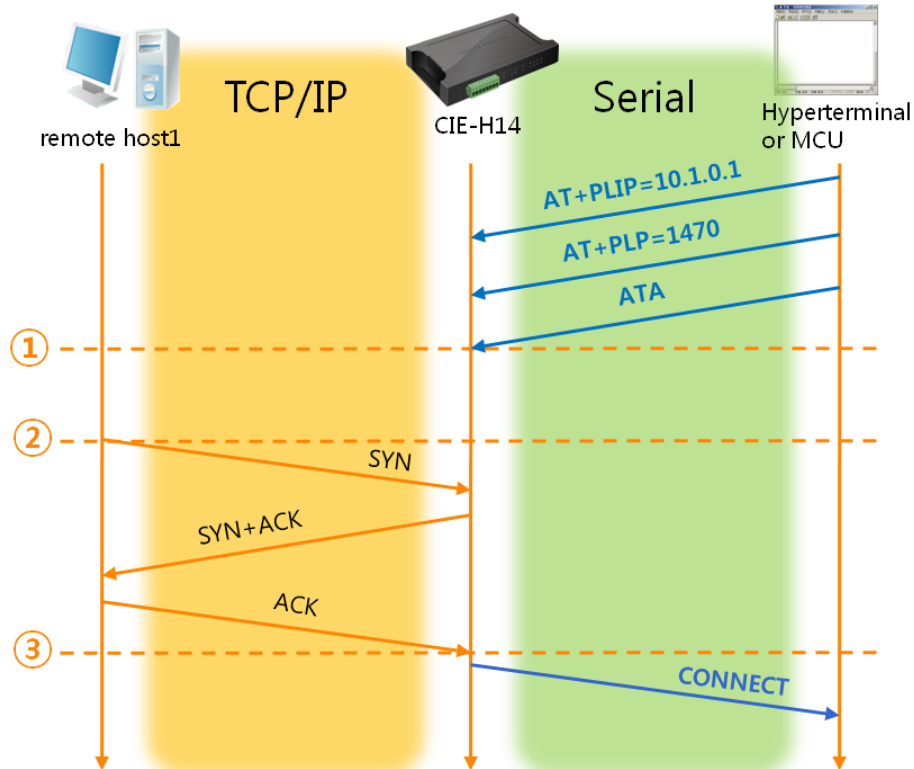 TCP/IP
Serial
remote host1
CIE-H14
Hyperterminal
or MCU
AT+PLIP=10.1.0.1
AT+PLP=1470
ATA
①
②
SYN
SYN+ACK
ACK
③
CONNECT